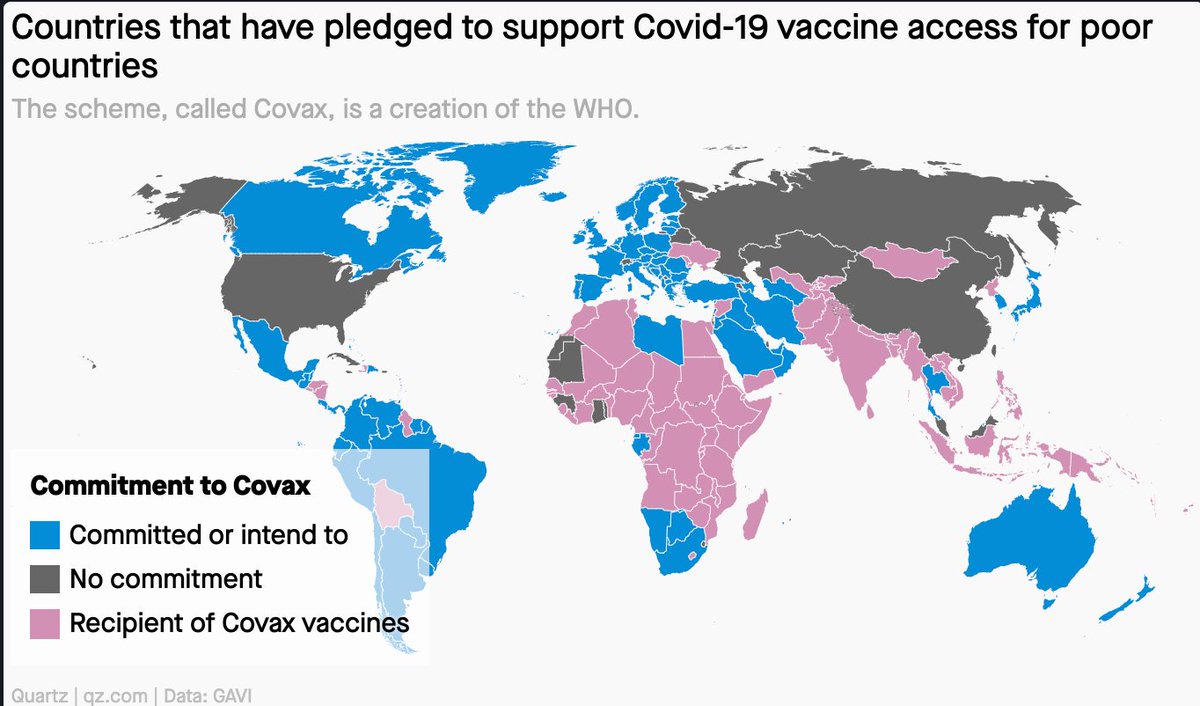 Countries that have pledged to support Covid-19 vaccine access for poor
countries
The scheme, called Covax, is a creation of the WHO.
Commitment to Covax
Committed or intend to
No commitment
Recipient of Covax vaccines
Quartz | qz.com | Data: GAVI